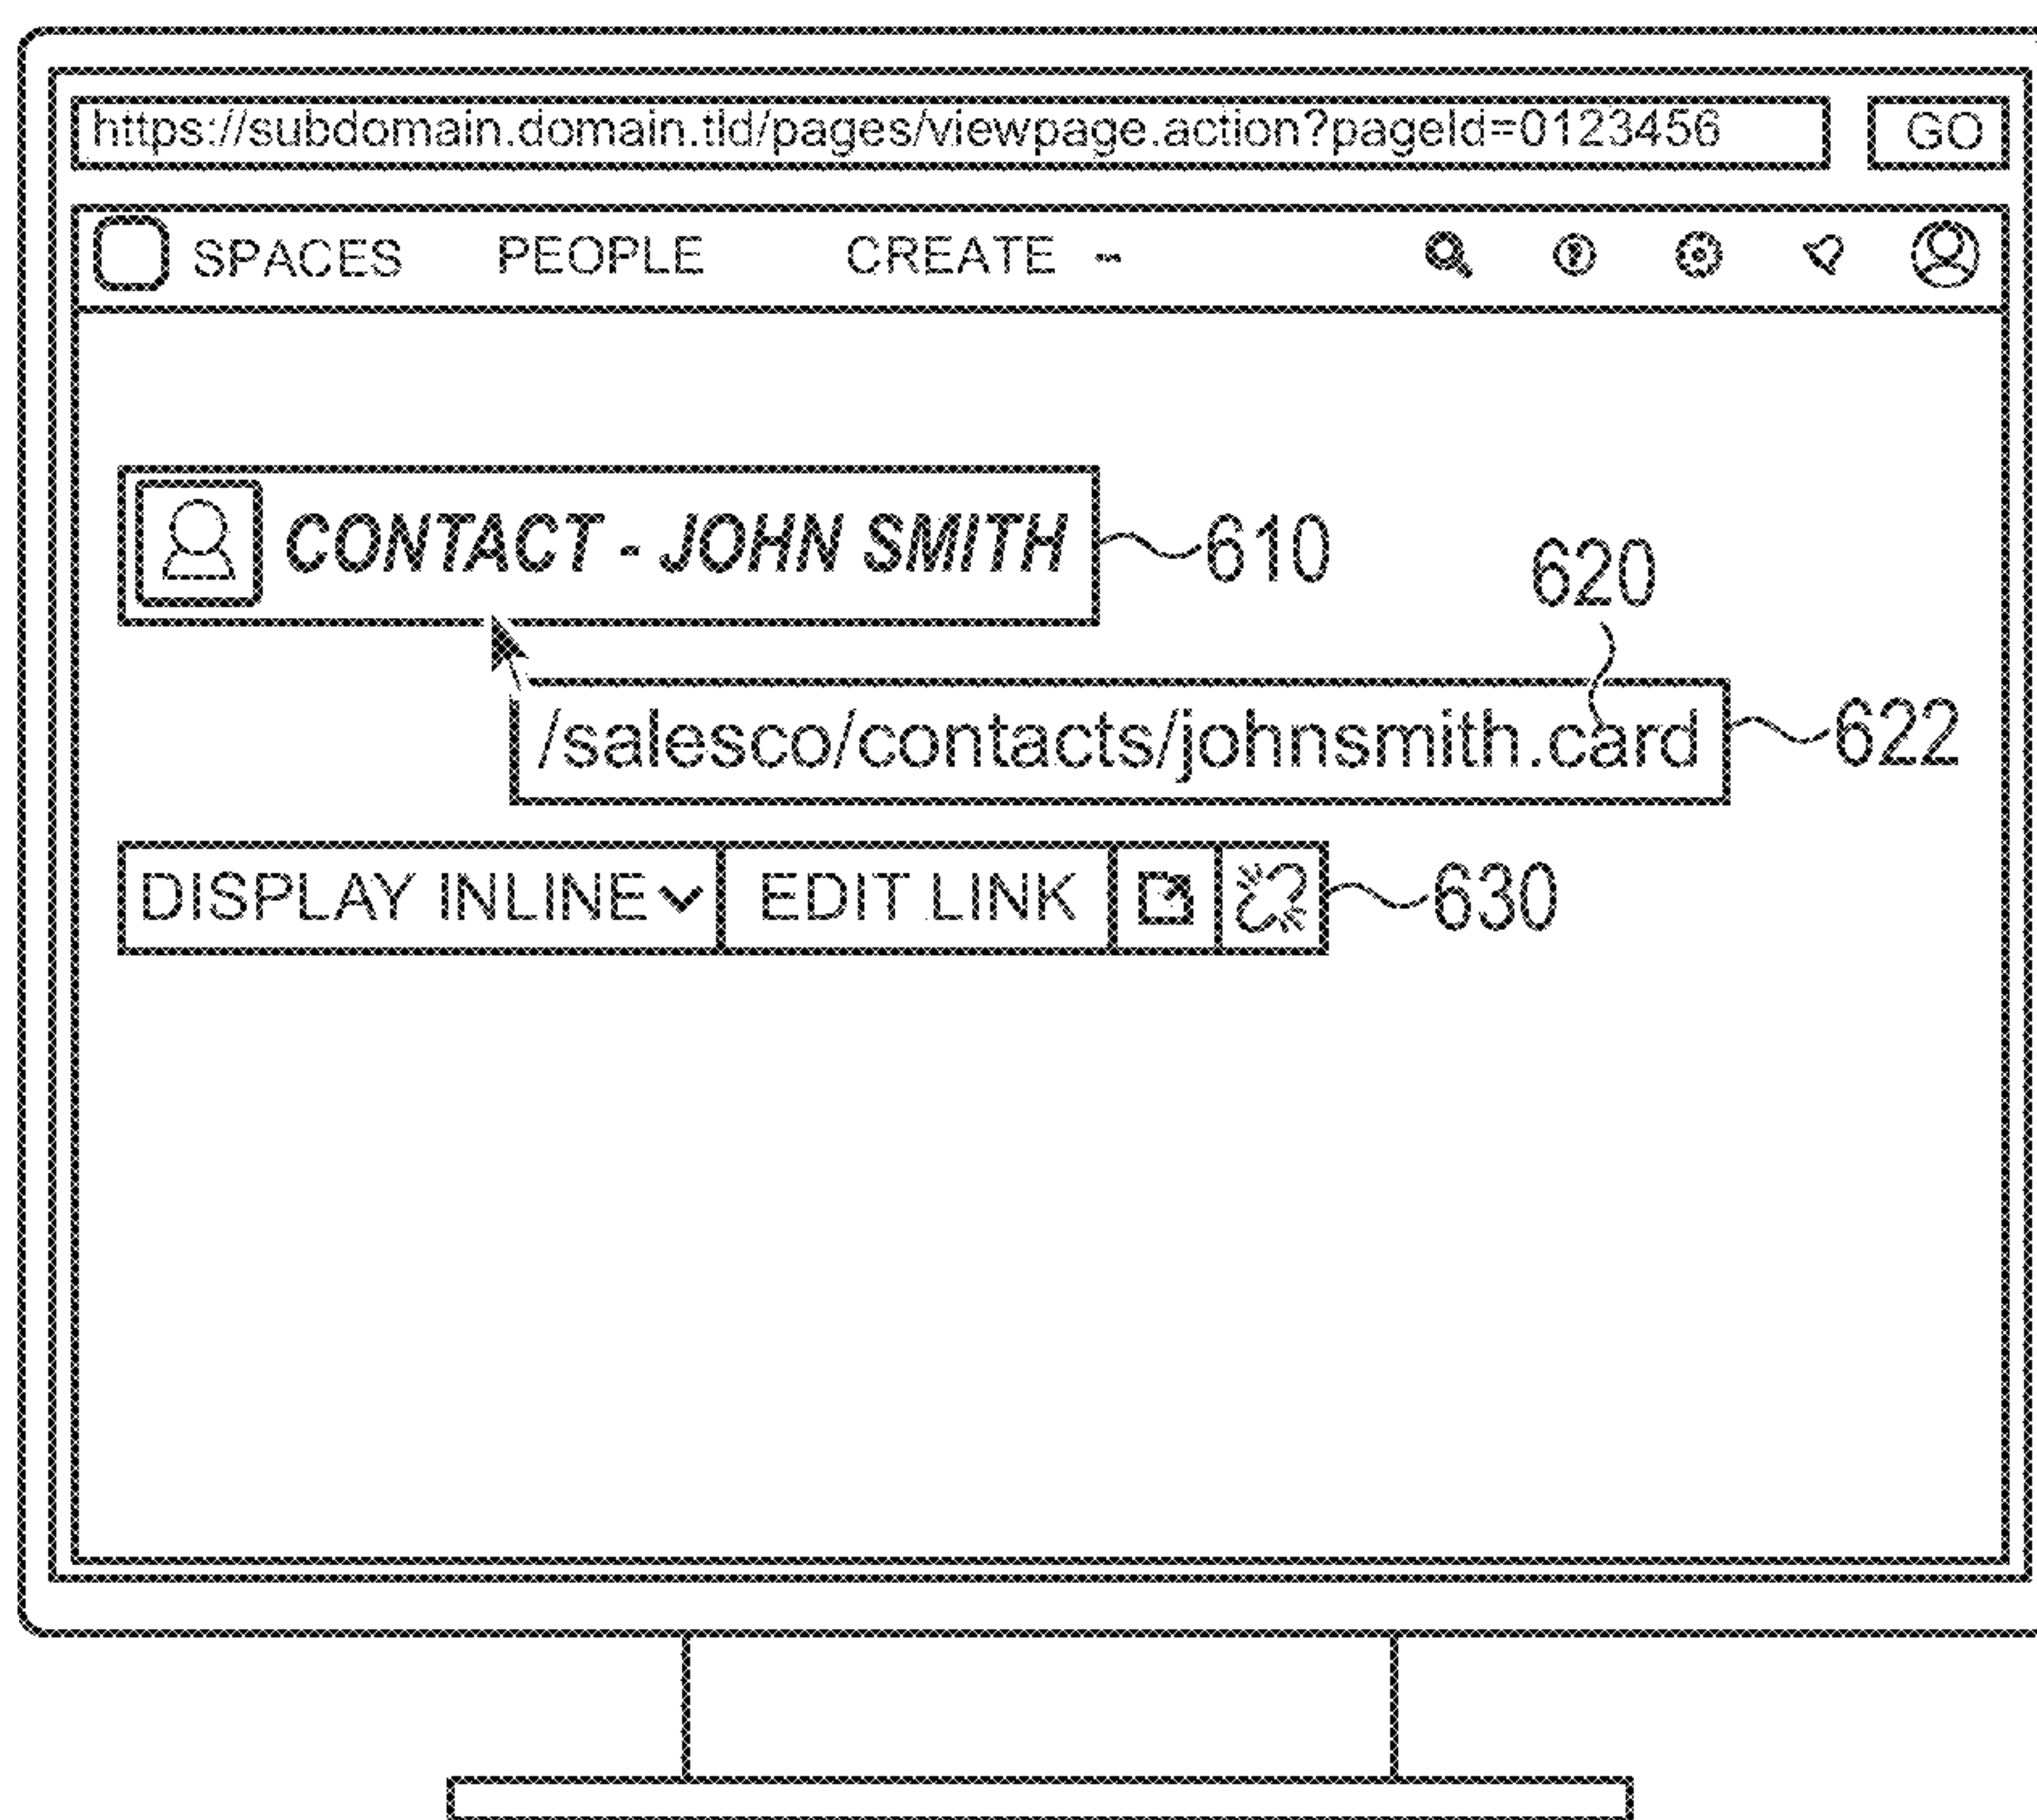 https://subdomain.domain.tld/pages/viewpage.action?pageId=0123456 GO
SPACES PEOPLE CREATE ?
CONTACT - JOHN SMITH 610
620
/salesco/contacts/johnsmith.card 622
DISPLAY INLINE EDIT LINK 630